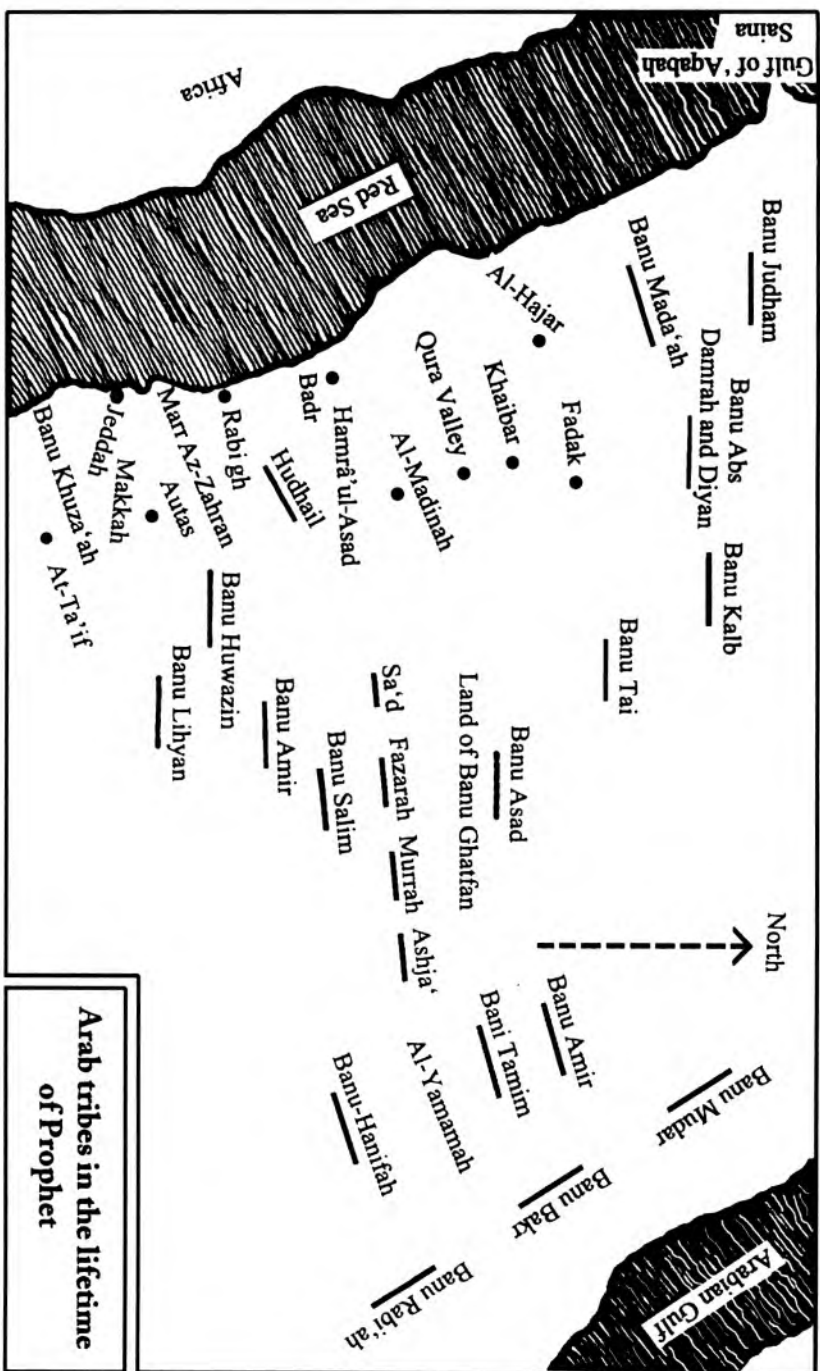 Saina
Gulf of 'Aqabah
Africa
Red Sea
Banu Judham
Banu Mada'ah
Banu Abs
Damrah and Diyan
Banu Kalb
Al-Hajar
Fadak
Khaibar
Qura Valley
Al-Madinah
Banu Tai
Hamrâ'ul-Asad
Badr
Hudhail
Rabigh
Marr Az-Zahran
Autas
Makkah
Jeddah
Banu Khuza'ah
At-Ta'if
Banu Huwazin
Banu Lihyan
Banu Amir
Banu Salim
Sa'd Fazarah Murrah Ashja'
Land of Banu Ghatfan
Banu Asad
North
Banu Amir
Bani Tamim
Al-Yamamah
Banu-Hanifah
Banu Mudar
Banu Bakr
Banu Rabi'ah
Arabian Gulf
Arab tribes in the lifetime
of Prophet